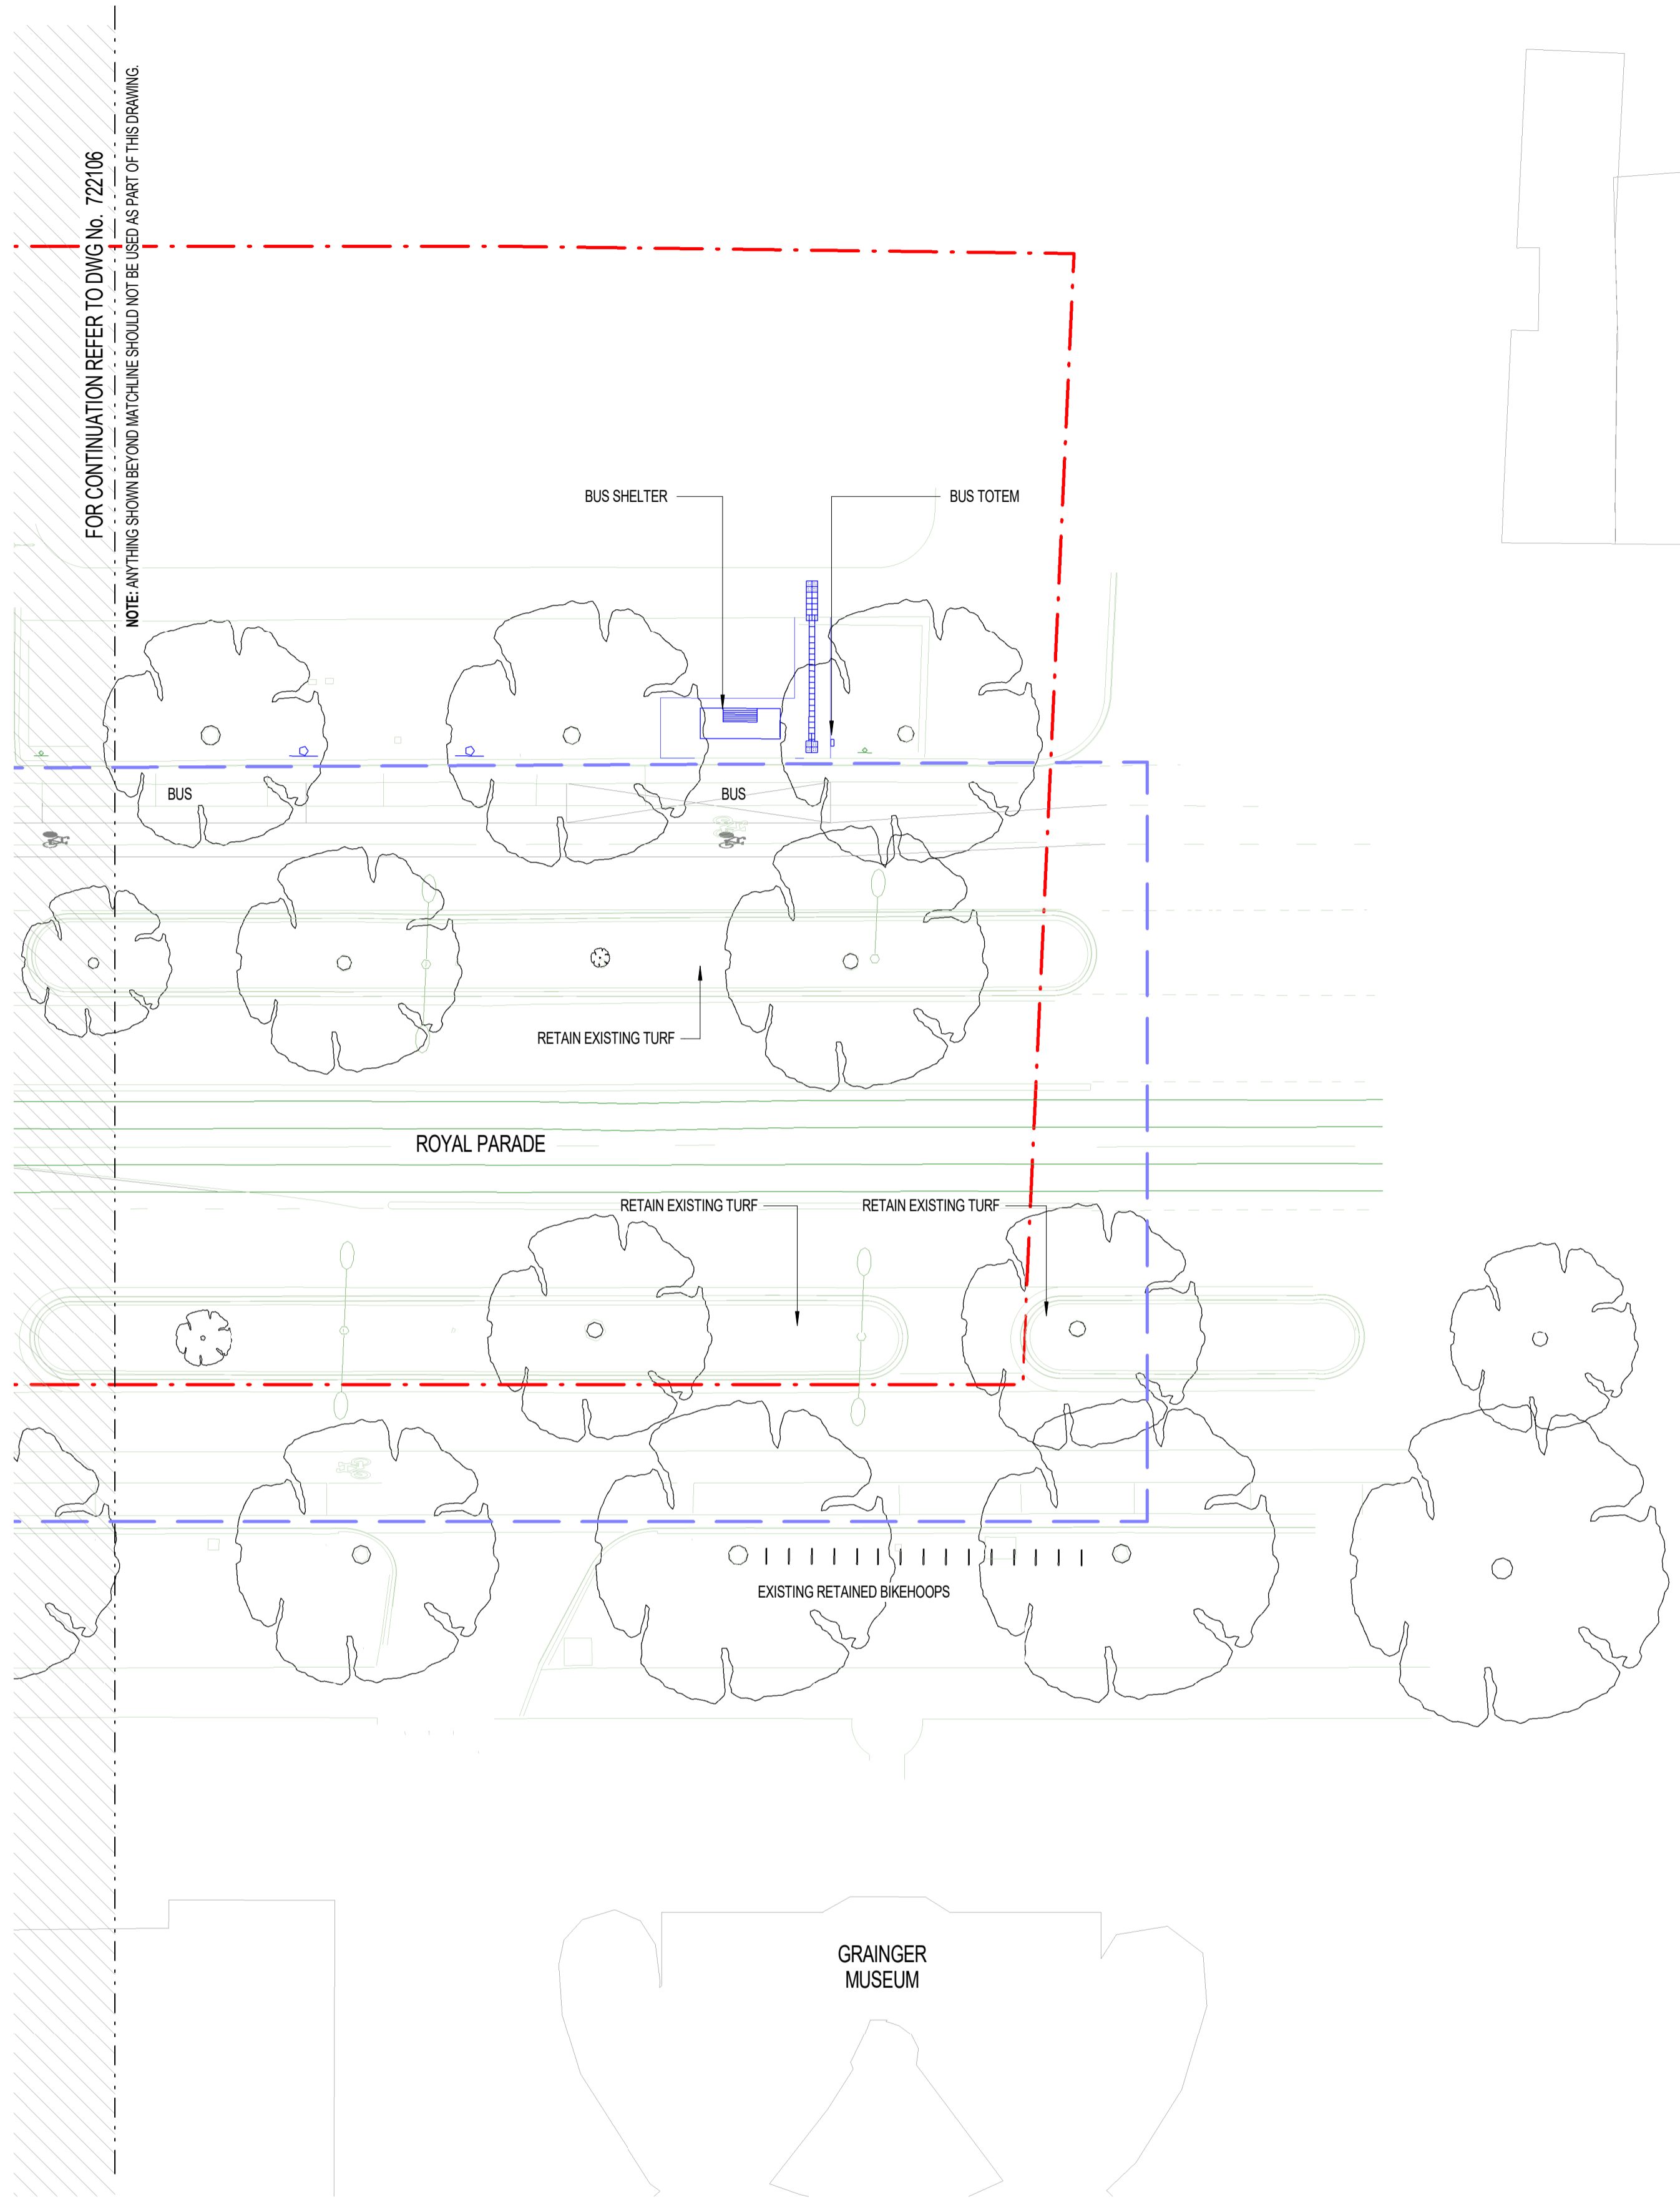 FOR CONTINUATION REFER TO DWG No. 722106
NOTE: ANYTHING SHOWN BEYOND MATCHLINE SHOULD NOT BE USED AS PART OF THIS DRAWING.
BUS SHELTER
BUS TOTEM
BUS
BUS
RETAIN EXISTING TURF
ROYAL PARADE
RETAIN EXISTING TURF
RETAIN EXISTING TURF
EXISTING RETAINED BIKEHOOPS
GRAINGER
MUSEUM